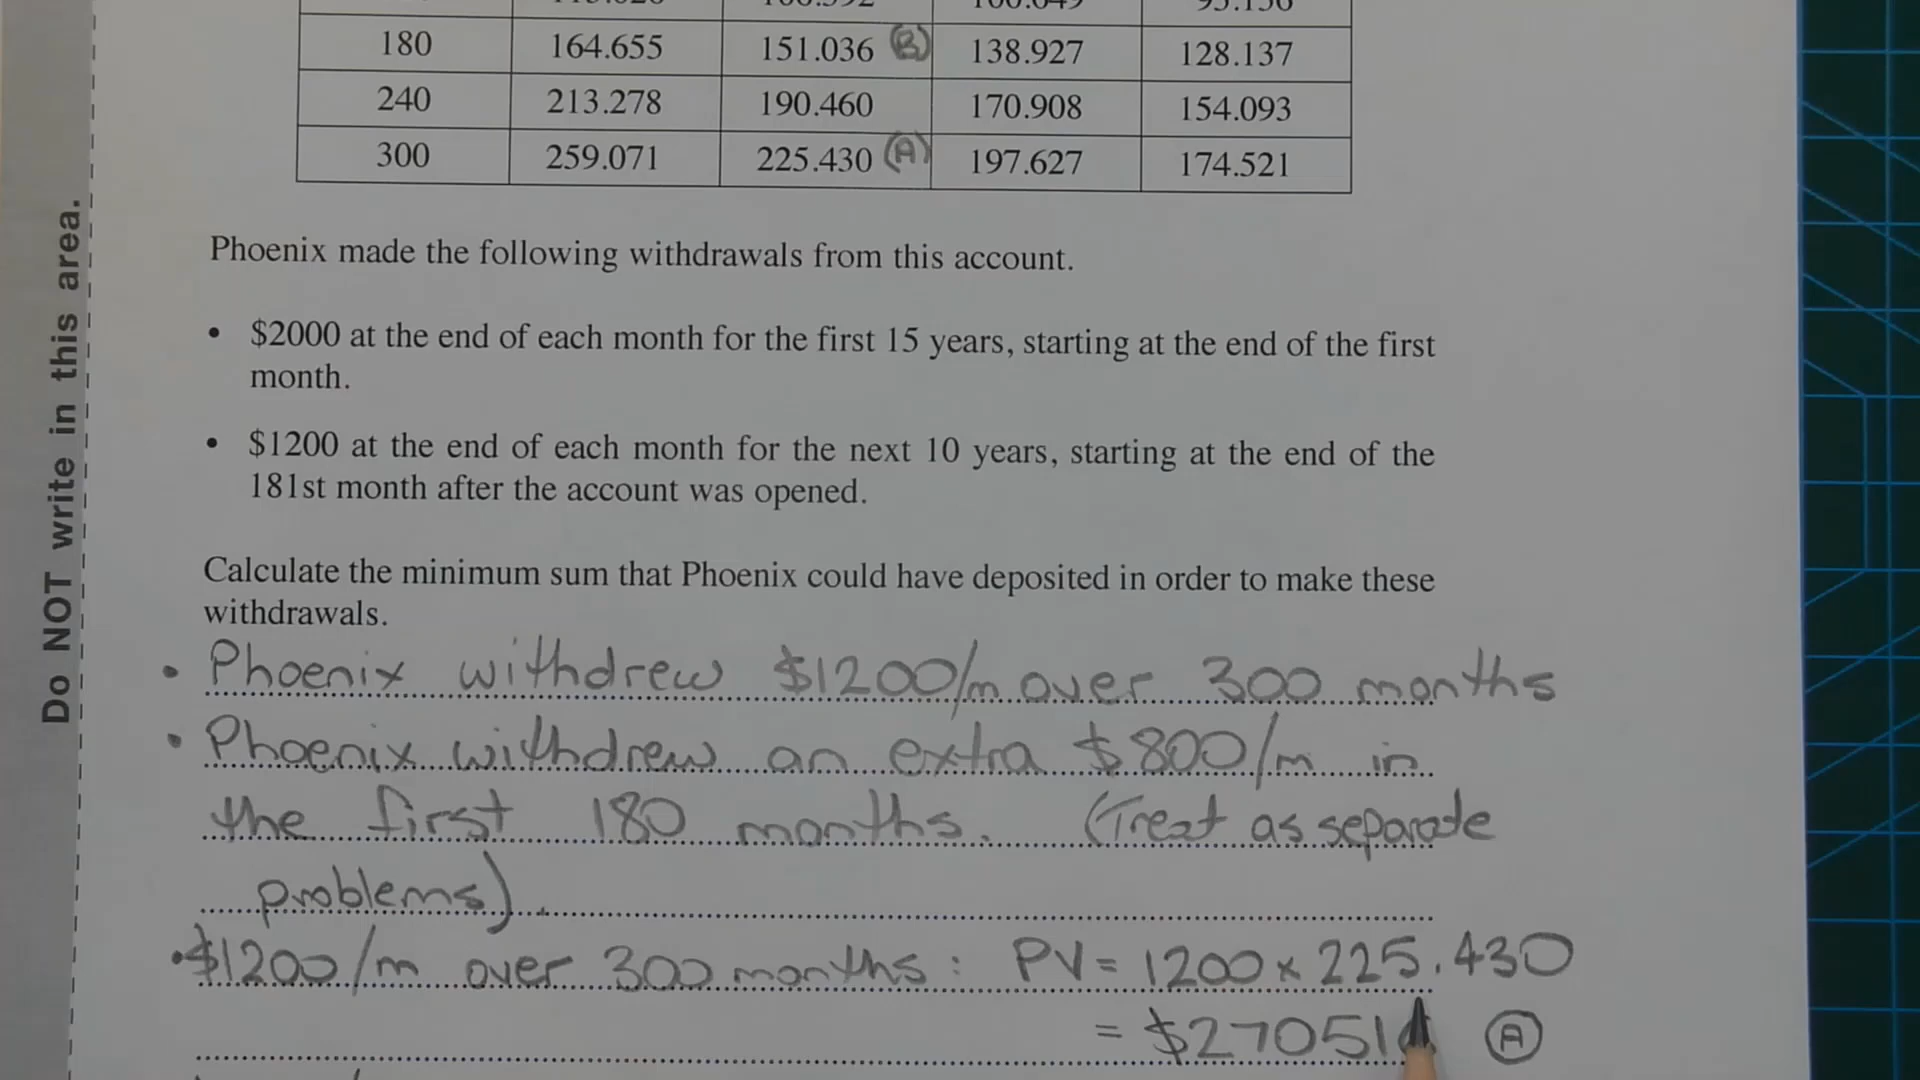 180 164.655 151.036 (B) 138.927 128.137
240 213.278 190.460 170.908 154.093
300 259.071 225.430 (A) 197.627 174.521
Do NOT write in this area.
Phoenix made the following withdrawals from this account.
• $2000 at the end of each month for the first 15 years, starting at the end of the first
month.
• $1200 at the end of each month for the next 10 years, starting at the end of the
181st month after the account was opened.
Calculate the minimum sum that Phoenix could have deposited in order to make these
withdrawals.
• Phoenix withdrew $1200/m over 300 months
• Phoenix withdrew an extra $800/m in
the first 180 months. (Treat as separate
problems).
• $1200/m over 300 months : PV = 1200 × 225.430
= $27051 (A)